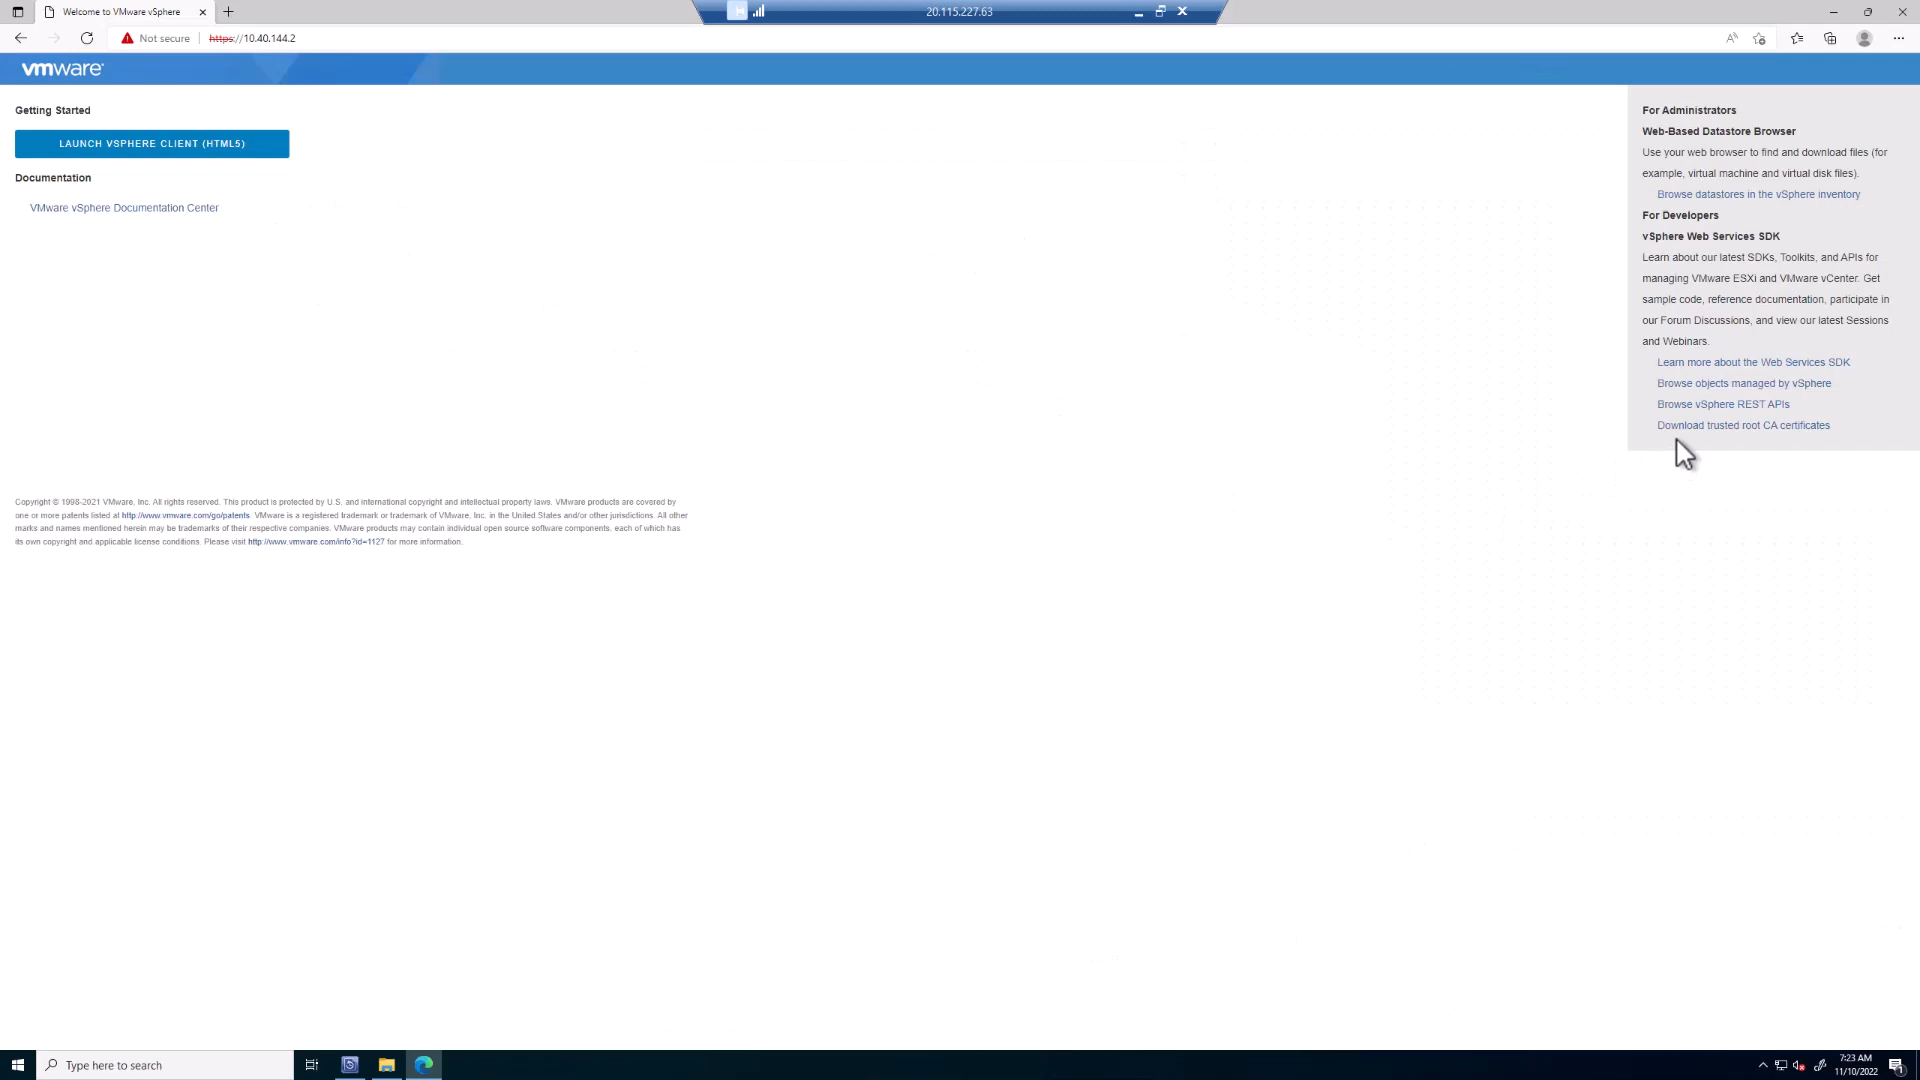 Welcome to VMware vSphere
20.115.227.63
Not secure
https://10.40.144.2
vmware®
Getting Started
LAUNCH VSPHERE CLIENT (HTML5)
Documentation
VMware vSphere Documentation Center
Copyright © 1998-2021 VMware, Inc. All rights reserved. This product is protected by U.S. and international copyright and intellectual property laws. VMware products are covered by
one or more patents listed at http://www.vmware.com/go/patents. VMware is a registered trademark or trademark of VMware, Inc. in the United States and/or other jurisdictions. All other
marks and names mentioned herein may be trademarks of their respective companies. VMware products may contain individual open source software components, each of which has
its own copyright and applicable license conditions. Please visit http://www.vmware.com/info?id=1127 for more information.
For Administrators
Web-Based Datastore Browser
Use your web browser to find and download files (for
example, virtual machine and virtual disk files).
Browse datastores in the vSphere inventory
For Developers
vSphere Web Services SDK
Learn about our latest SDKs, Toolkits, and APIs for
managing VMware ESXi and VMware vCenter. Get
sample code, reference documentation, participate in
our Forum Discussions, and view our latest Sessions
and Webinars.
Learn more about the Web Services SDK
Browse objects managed by vSphere
Browse vSphere REST APIs
Download trusted root CA certificates
Type here to search
7:23 AM
11/10/2022
1